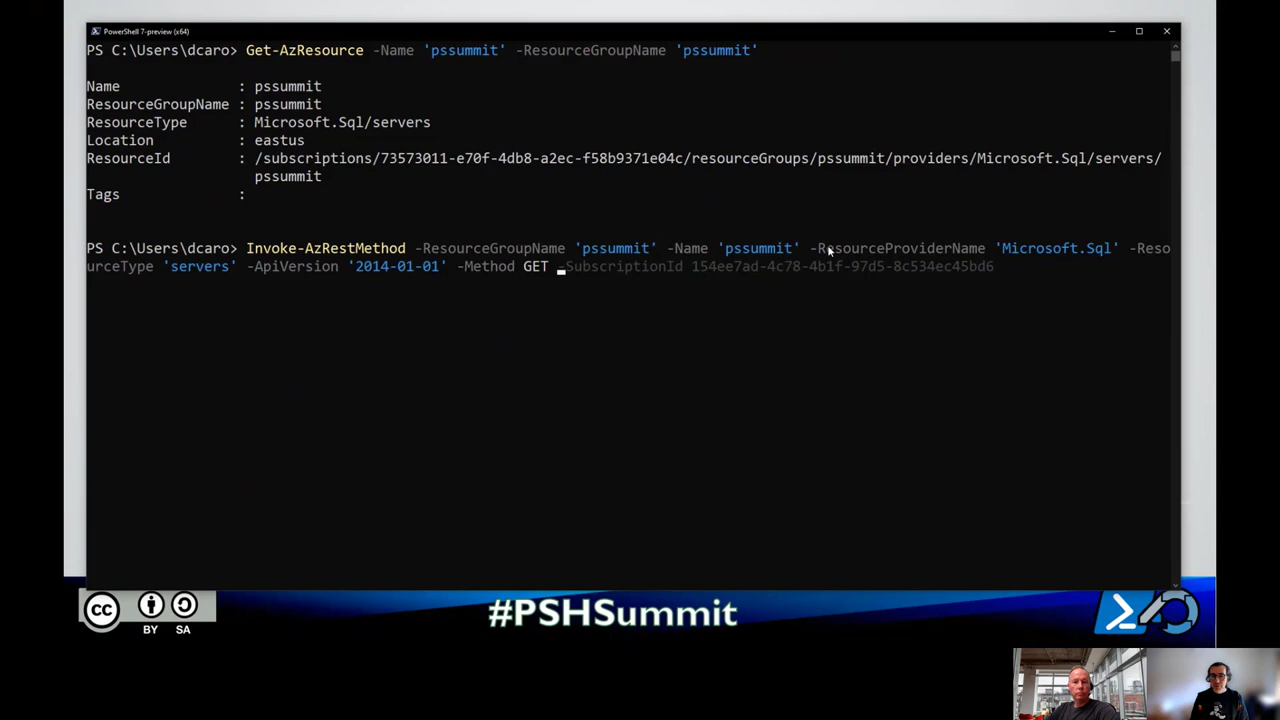 PowerShell 7-preview (x64)
PS C:\Users\dcaro> Get-AzResource -Name 'pssummit' -ResourceGroupName 'pssummit'
Name : pssummit
ResourceGroupName : pssummit
ResourceType : Microsoft.Sql/servers
Location : eastus
ResourceId : /subscriptions/73573011-e70f-4db8-a2ec-f58b9371e04c/resourceGroups/pssummit/providers/Microsoft.Sql/servers/
pssummit
Tags :
PS C:\Users\dcaro> Invoke-AzRestMethod -ResourceGroupName 'pssummit' -Name 'pssummit' -ResourceProviderName 'Microsoft.Sql' -Reso
urceType 'servers' -ApiVersion '2014-01-01' -Method GET -SubscriptionId 154ee7ad-4c78-4b1f-97d5-8c534ec45bd6
cc
BY SA
#PSHSummit